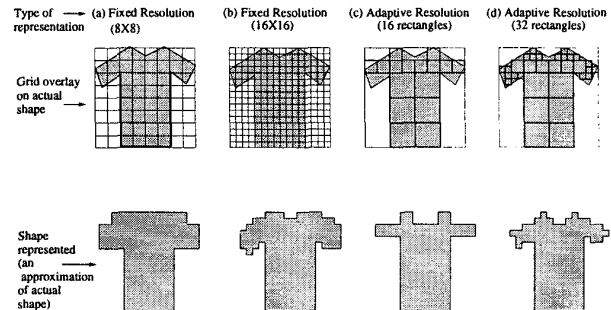 Type of representation
(a) Fixed Resolution
(8X8)
(b) Fixed Resolution
(16X16)
(c) Adaptive Resolution
(16 rectangles)
(d) Adaptive Resolution
(32 rectangles)
Grid overlay
on actual
shape
Shape
represented
(an
approximation
of actual
shape)